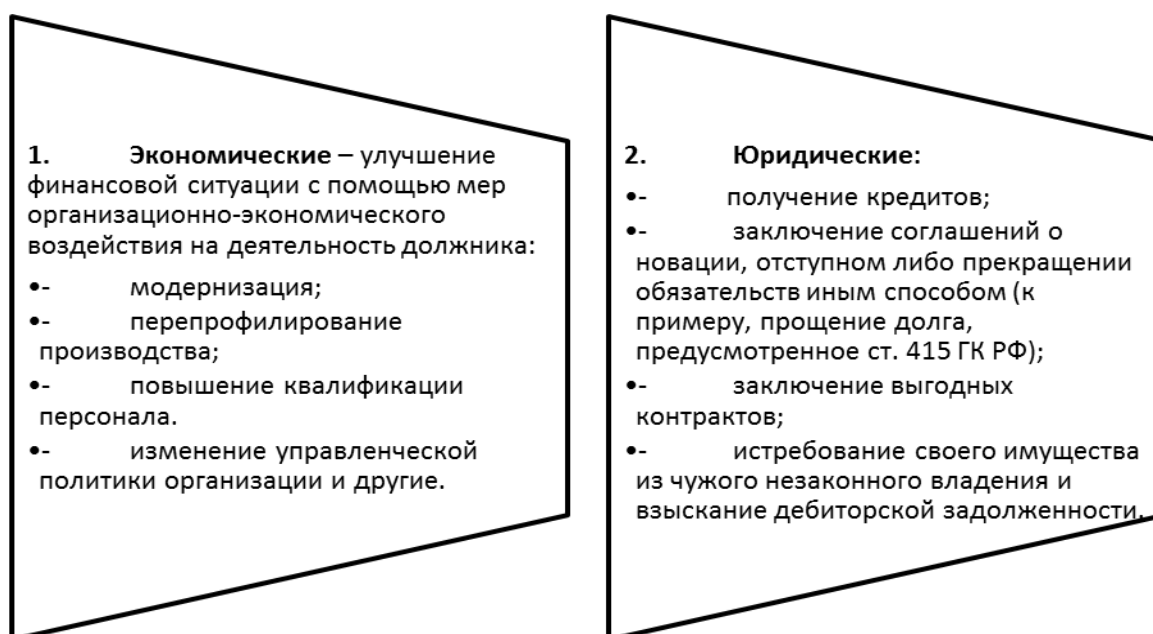 1. Экономические – улучшение
финансовой ситуации с помощью мер
организационно-экономического
воздействия на деятельность должника:
•- модернизация;
•- перепрофилирование
производства;
•- повышение квалификации
персонала.
•- изменение управленческой
политики организации и другие.
2. Юридические:
•- получение кредитов;
•- заключение соглашений о
новации, отступном либо прекращении
обязательств иным способом (к
примеру, прощение долга,
предусмотренное ст. 415 ГК РФ);
•- заключение выгодных
контрактов;
•- истребование своего имущества
из чужого незаконного владения и
взыскание дебиторской задолженности.